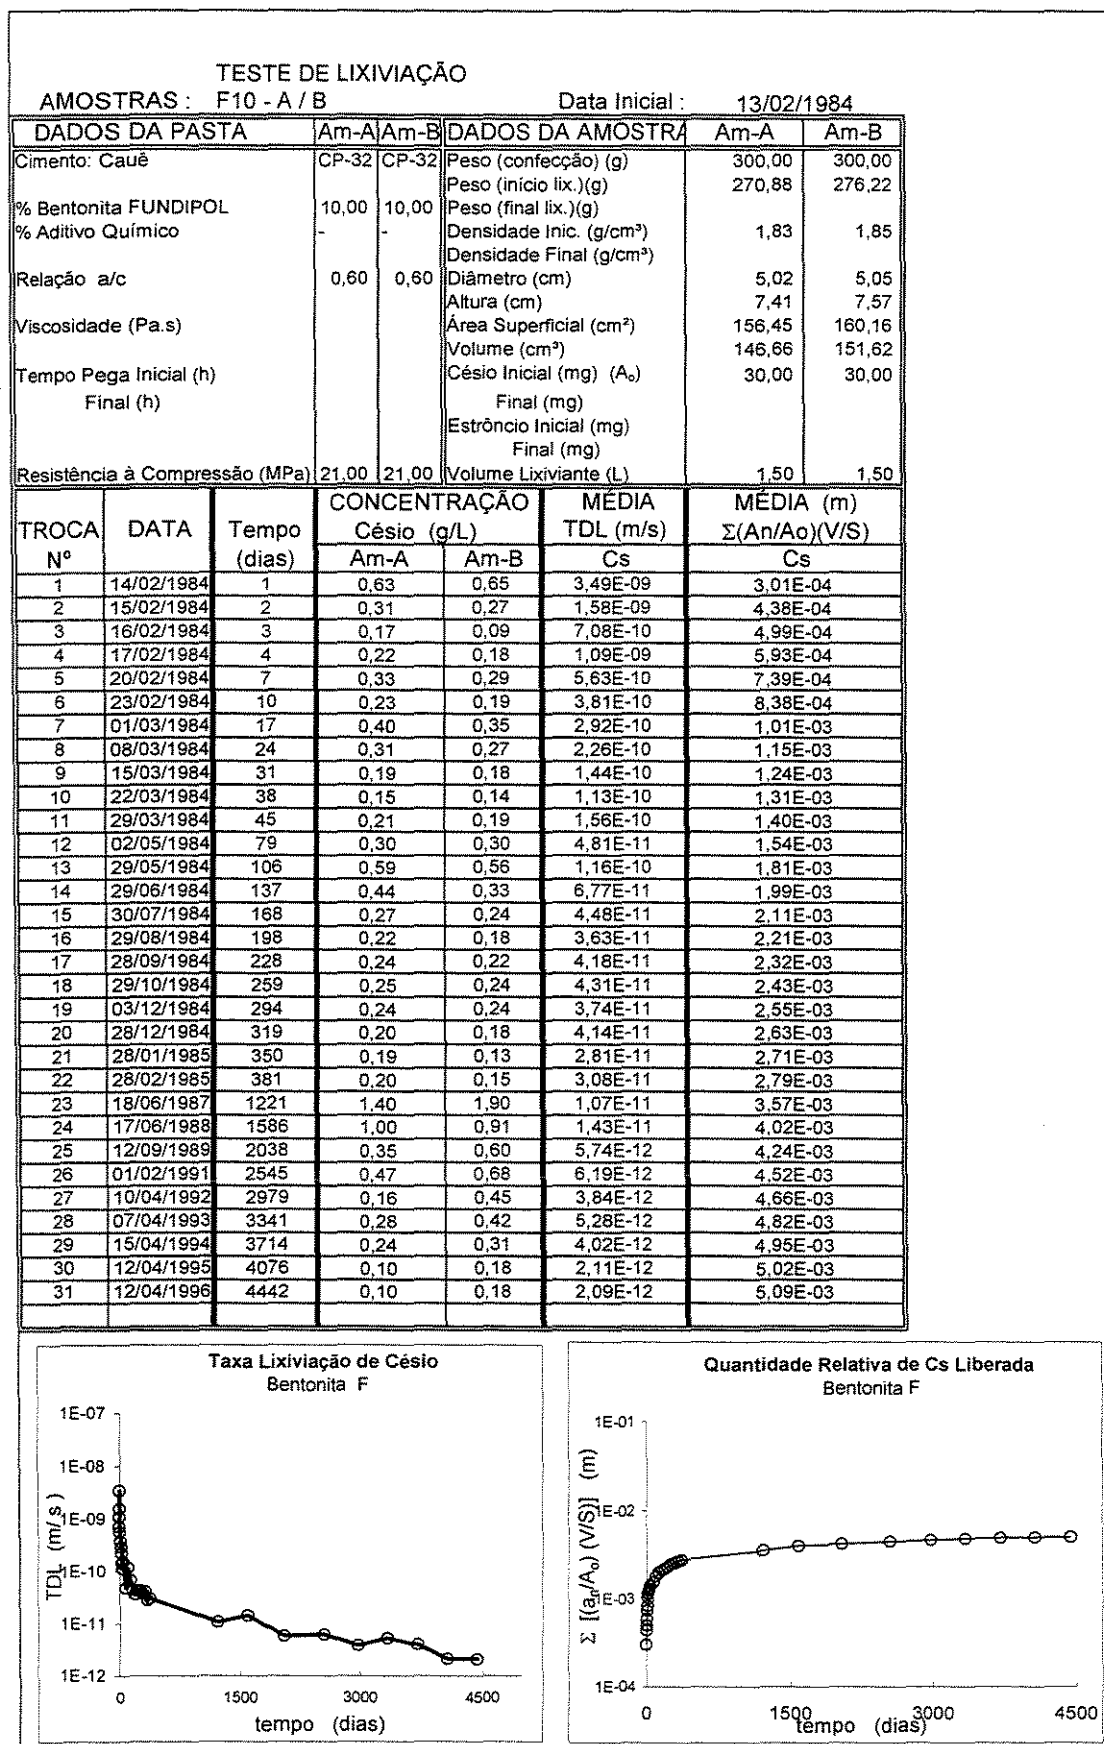 TESTE DE LIXIVIAÇÃO
AMOSTRAS : F10 - A / B Data Inicial : 13/02/1984
DADOS DA PASTA Am-A Am-B DADOS DA AMOSTRA Am-A Am-B
Cimento: Cauê CP-32 CP-32 Peso (confecção) (g) 300,00 300,00
Peso (início lix.)(g) 270,88 276,22
% Bentonita FUNDIPOL 10,00 10,00 Peso (final lix.)(g)
% Aditivo Químico - - Densidade Inic. (g/cm³) 1,83 1,85
Densidade Final (g/cm³)
Relação a/c 0,60 0,60 Diâmetro (cm) 5,02 5,05
Altura (cm) 7,41 7,57
Viscosidade (Pa.s) Área Superficial (cm²) 156,45 160,16
Volume (cm³) 146,66 151,62
Tempo Pega Inicial (h) Césio Inicial (mg) (A₀) 30,00 30,00
Final (h) Final (mg)
Estrôncio Inicial (mg)
Final (mg)
Resistência à Compressão (MPa) 21,00 21,00 Volume Lixiviante (L) 1,50 1,50
TROCA DATA Tempo CONCENTRAÇÃO MÉDIA MÉDIA (m)
Nº (dias) Césio (g/L) TDL (m/s) Σ(An/Ao)(V/S)
Am-A Am-B Cs Cs
1 14/02/1984 1 0,63 0,65 3,49E-09 3,01E-04
2 15/02/1984 2 0,31 0,27 1,58E-09 4,38E-04
3 16/02/1984 3 0,17 0,09 7,08E-10 4,99E-04
4 17/02/1984 4 0,22 0,18 1,09E-09 5,93E-04
5 20/02/1984 7 0,33 0,29 5,63E-10 7,39E-04
6 23/02/1984 10 0,23 0,19 3,81E-10 8,38E-04
7 01/03/1984 17 0,40 0,35 2,92E-10 1,01E-03
8 08/03/1984 24 0,31 0,27 2,26E-10 1,15E-03
9 15/03/1984 31 0,19 0,18 1,44E-10 1,24E-03
10 22/03/1984 38 0,15 0,14 1,13E-10 1,31E-03
11 29/03/1984 45 0,21 0,19 1,56E-10 1,40E-03
12 02/05/1984 79 0,30 0,30 4,81E-11 1,54E-03
13 29/05/1984 106 0,59 0,56 1,16E-10 1,81E-03
14 29/06/1984 137 0,44 0,33 6,77E-11 1,99E-03
15 30/07/1984 168 0,27 0,24 4,48E-11 2,11E-03
16 29/08/1984 198 0,22 0,18 3,63E-11 2,21E-03
17 28/09/1984 228 0,24 0,22 4,18E-11 2,32E-03
18 29/10/1984 259 0,25 0,24 4,31E-11 2,43E-03
19 03/12/1984 294 0,24 0,24 3,74E-11 2,55E-03
20 28/12/1984 319 0,20 0,18 4,14E-11 2,63E-03
21 28/01/1985 350 0,19 0,13 2,81E-11 2,71E-03
22 28/02/1985 381 0,20 0,15 3,08E-11 2,79E-03
23 18/06/1987 1221 1,40 1,90 1,07E-11 3,57E-03
24 17/06/1988 1586 1,00 0,91 1,43E-11 4,02E-03
25 12/09/1989 2038 0,35 0,60 5,74E-12 4,24E-03
26 01/02/1991 2545 0,47 0,68 6,19E-12 4,52E-03
27 10/04/1992 2979 0,16 0,45 3,84E-12 4,66E-03
28 07/04/1993 3341 0,28 0,42 5,28E-12 4,82E-03
29 15/04/1994 3714 0,24 0,31 4,02E-12 4,95E-03
30 12/04/1995 4076 0,10 0,18 2,11E-12 5,02E-03
31 12/04/1996 4442 0,10 0,18 2,09E-12 5,09E-03
Taxa Lixiviação de Césio
Bentonita F
1E-07
1E-08
1E-09
1E-10
1E-11
1E-12
TDL (m/s)
0 1500 3000 4500
tempo (dias)
Quantidade Relativa de Cs Liberada
Bentonita F
1E-01
1E-02
1E-03
1E-04
Σ [(aₙ/A₀) (V/S)] (m)
0 1500 3000 4500
tempo (dias)